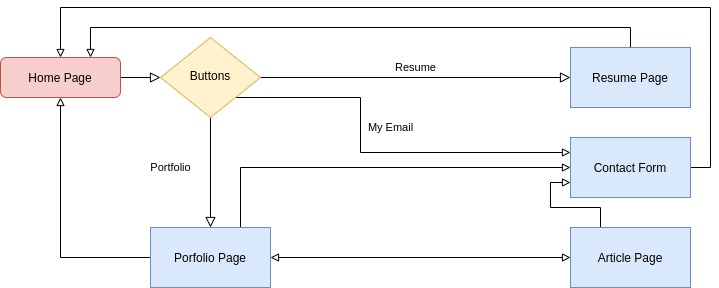 Home Page
Buttons
Resume
Resume Page
My Email
Portfolio
Contact Form
Porfolio Page
Article Page